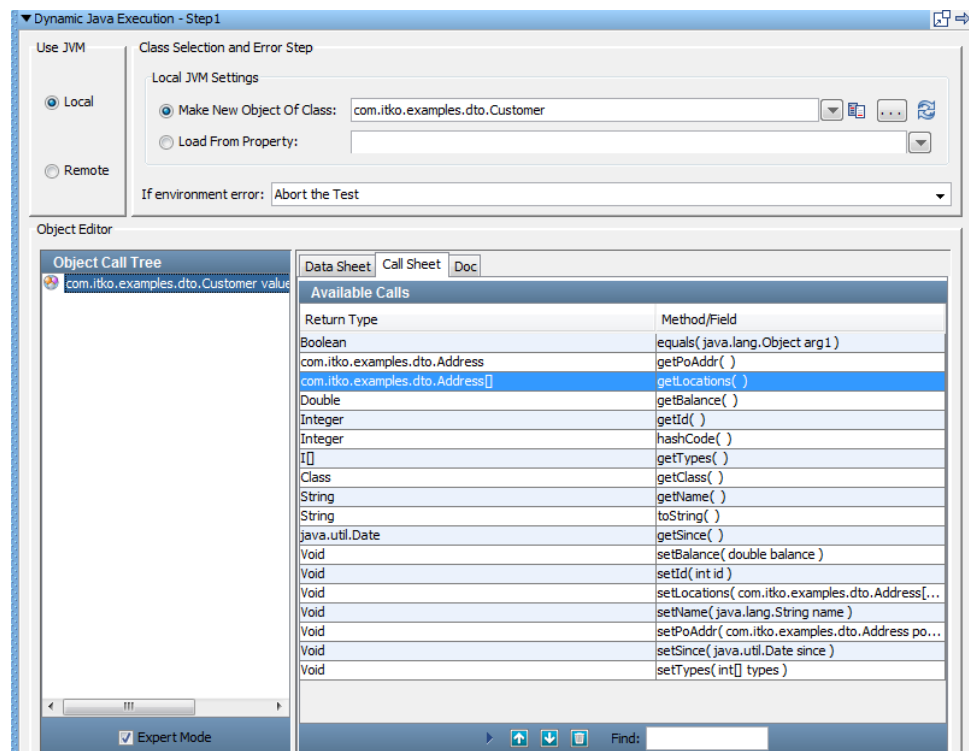 Dynamic Java Execution - Step1
Use JVM
Class Selection and Error Step
Local JVM Settings
Local
Make New Object Of Class: com.itko.examples.dto.Customer ...
Load From Property:
Remote
If environment error: Abort the Test
Object Editor
Object Call Tree
Data Sheet Call Sheet Doc
com.itko.examples.dto.Customer value
Available Calls
Return Type Method/Field
Boolean equals( java.lang.Object arg1 )
com.itko.examples.dto.Address getPoAddr( )
com.itko.examples.dto.Address[] getLocations( )
Double getBalance( )
Integer getId( )
Integer hashCode( )
I[] getTypes( )
Class getClass( )
String getName( )
String toString( )
java.util.Date getSince( )
Void setBalance( double balance )
Void setId( int id )
Void setLocations( com.itko.examples.dto.Address[...
Void setName( java.lang.String name )
Void setPoAddr( com.itko.examples.dto.Address po...
Void setSince( java.util.Date since )
Void setTypes( int[] types )
Expert Mode
Find: